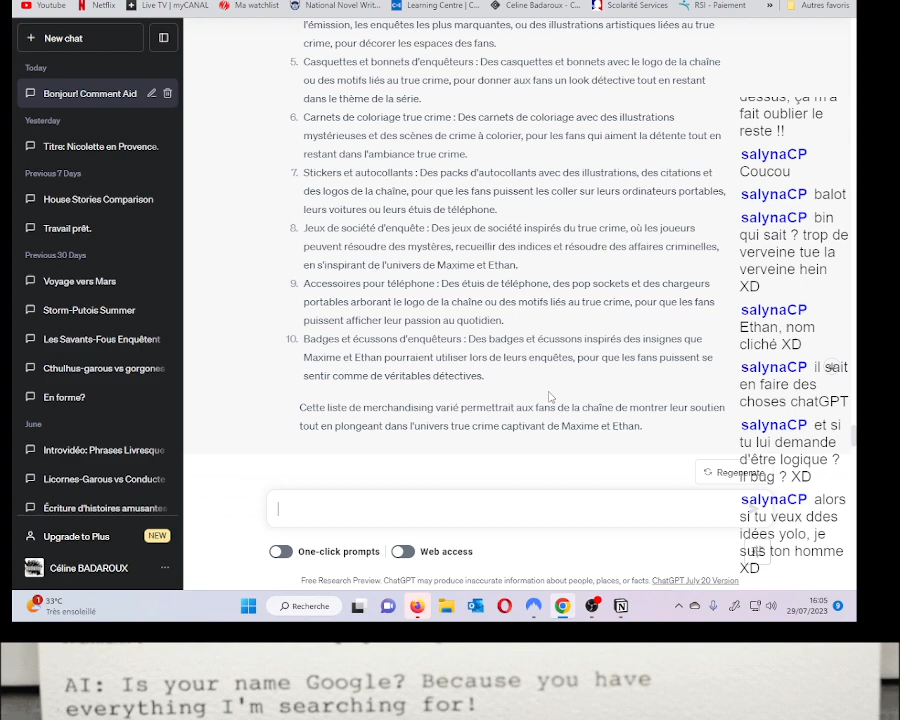 Youtube Netflix Live TV | myCANAL Ma watchlist National Novel Writ... Learning Centre | C... Celine Badaroux - C... Scolarité Services RSI - Paiement » Autres favoris
New chat
Today
Bonjour! Comment Aid
Yesterday
Titre: Nicolette en Provence.
Previous 7 Days
House Stories Comparison
Travail prêt.
Previous 30 Days
Voyage vers Mars
Storm-Putois Summer
Les Savants-Fous Enquêtent
Cthulhus-garous vs gorgone
En forme?
June
Introvidéo: Phrases Livresque
Licornes-Garous vs Conducte
Écriture d'histoires amusantes
Upgrade to Plus NEW
Céline BADAROUX ...
l'émission, les enquêtes les plus marquantes, ou des illustrations artistiques liées au true
crime, pour décorer les espaces des fans.
5. Casquettes et bonnets d'enquêteurs : Des casquettes et bonnets avec le logo de la chaîne
ou des motifs liés au true crime, pour donner aux fans un look détective tout en restant
dans le thème de la série.
6. Carnets de coloriage true crime : Des carnets de coloriage avec des illustrations
mystérieuses et des scènes de crime à colorier, pour les fans qui aiment la détente tout en
restant dans l'ambiance true crime.
7. Stickers et autocollants : Des packs d'autocollants avec des illustrations, des citations et
des logos de la chaîne, pour que les fans puissent les coller sur leurs ordinateurs portables,
leurs voitures ou leurs étuis de téléphone.
8. Jeux de société d'enquête : Des jeux de société inspirés du true crime, où les joueurs
peuvent résoudre des mystères, recueillir des indices et résoudre des affaires criminelles,
en s'inspirant de l'univers de Maxime et Ethan.
9. Accessoires pour téléphone : Des étuis de téléphone, des pop sockets et des chargeurs
portables arborant le logo de la chaîne ou des motifs liés au true crime, pour que les fans
puissent afficher leur passion au quotidien.
10. Badges et écussons d'enquêteurs : Des badges et écussons inspirés des insignes que
Maxime et Ethan pourraient utiliser lors de leurs enquêtes, pour que les fans puissent se
sentir comme de véritables détectives.
Cette liste de merchandising varié permettrait aux fans de la chaîne de montrer leur soutien
tout en plongeant dans l'univers true crime captivant de Maxime et Ethan.
Regenerate
One-click prompts Web access
Free Research Preview. ChatGPT may produce inaccurate information about people, places, or facts. ChatGPT July 20 Version
dessus, ça m'a
fait oublier le
reste !!
salynaCP
Coucou
salynaCP balot
salynaCP bin
qui sait ? trop de
verveine tue la
verveine hein
XD
salynaCP
Ethan, nom
cliché XD
salynaCP il sait
en faire des
choses chatGPT
salynaCP et si
tu lui demande
d'être logique ?
il bug ? XD
salynaCP alors
si tu veux ddes
idées yolo, je
suis ton homme
XD
1 33°C
Très ensoleillé
Recherche
16:05
29/07/2023 9
AI: Is your name Google? Because you have
everything I'm searching for!